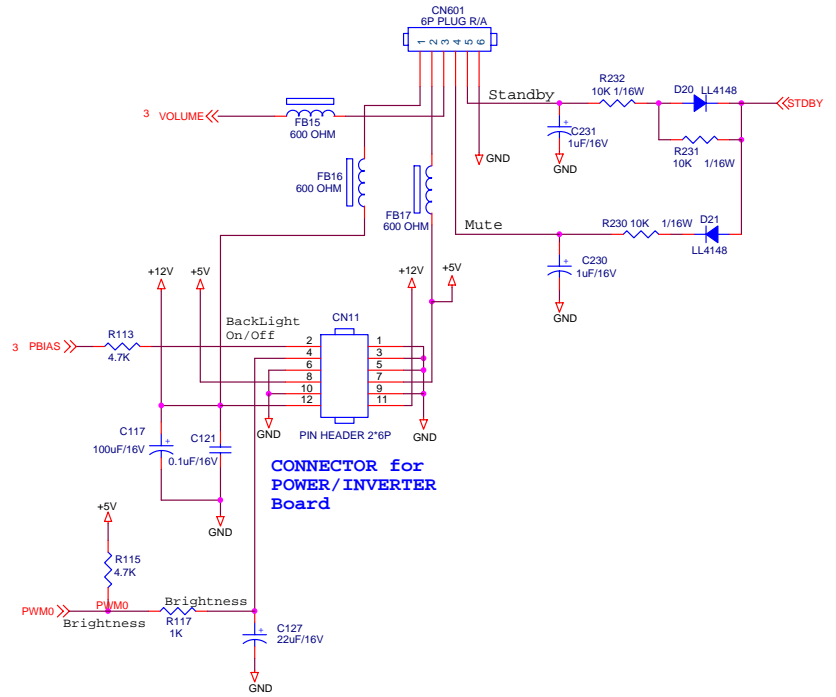 CN601
6P PLUG R/A
1 2 3 4 5 6
Standby
R232
10K 1/16W
D20 LL4148
STDBY
3 VOLUME
FB15
600 OHM
C231
1uF/16V
R231
10K 1/16W
GND
GND
FB16
600 OHM
FB17
600 OHM
Mute
R230 10K 1/16W
D21
LL4148
C230
1uF/16V
GND
+12V
+5V
+12V
+5V
BackLight
On/Off
CN11
3 PBIAS
R113
4.7K
2 1
4 3
6 5
8 7
10 9
12 11
GND
PIN HEADER 2*6P
GND
C117
100uF/16V
C121
0.1uF/16V
CONNECTOR for
POWER/INVERTER
Board
+5V
GND
R115
4.7K
PWM0
PWM0
Brightness
Brightness
R117
1K
C127
22uF/16V
GND